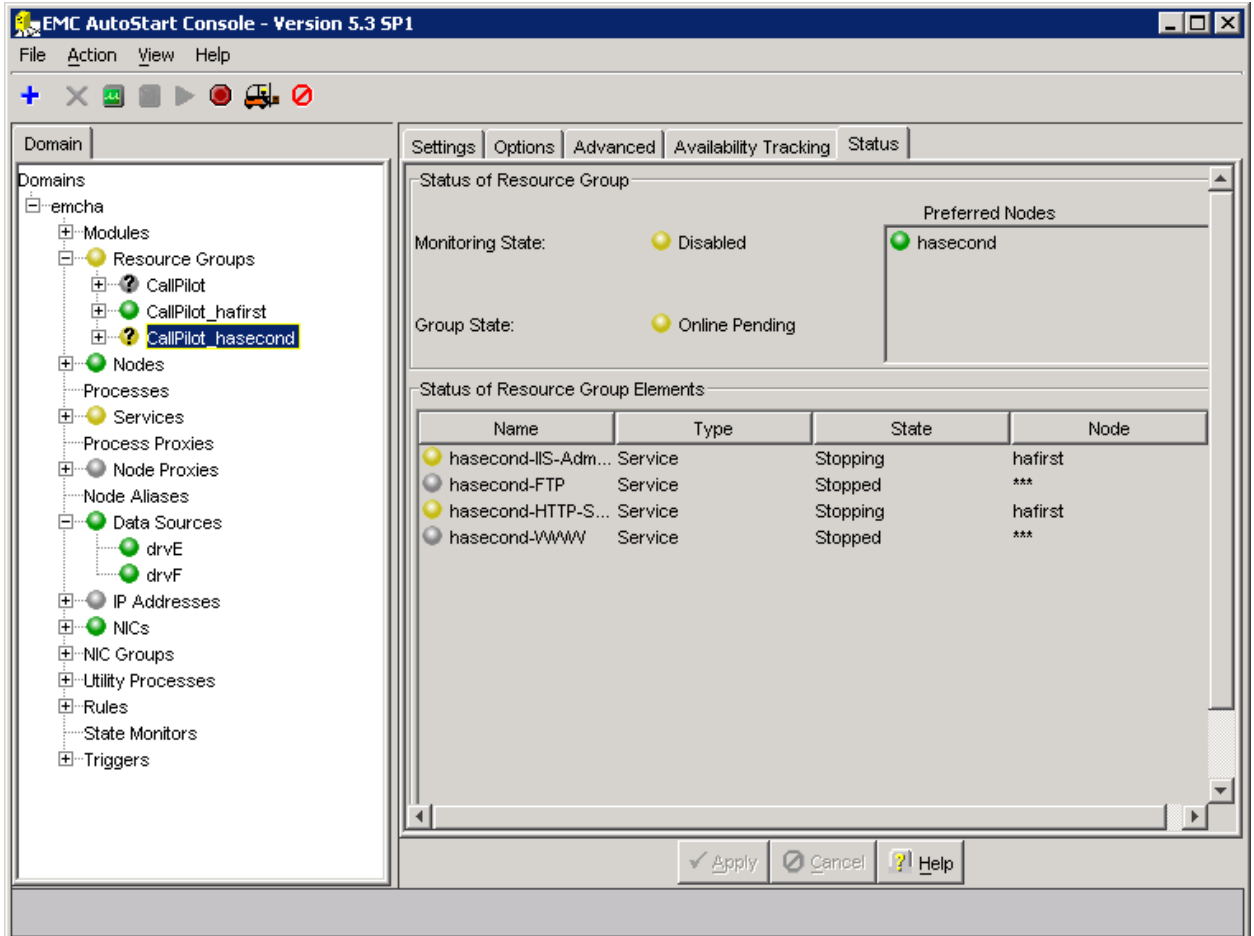 EMC AutoStart Console - Version 5.3 SP1
File Action View Help
Domain
Domains
emcha
Modules
Resource Groups
CallPilot
CallPilot_hafirst
CallPilot_hasecond
Nodes
Processes
Services
Process Proxies
Node Proxies
Node Aliases
Data Sources
drvE
drvF
IP Addresses
NICs
NIC Groups
Utility Processes
Rules
State Monitors
Triggers
Settings Options Advanced Availability Tracking Status
Status of Resource Group
Preferred Nodes
Monitoring State: Disabled hasecond
Group State: Online Pending
Status of Resource Group Elements
Name Type State Node
hasecond-IIS-Adm... Service Stopping hafirst
hasecond-FTP Service Stopped ***
hasecond-HTTP-S... Service Stopping hafirst
hasecond-WWW Service Stopped ***
Apply Cancel Help